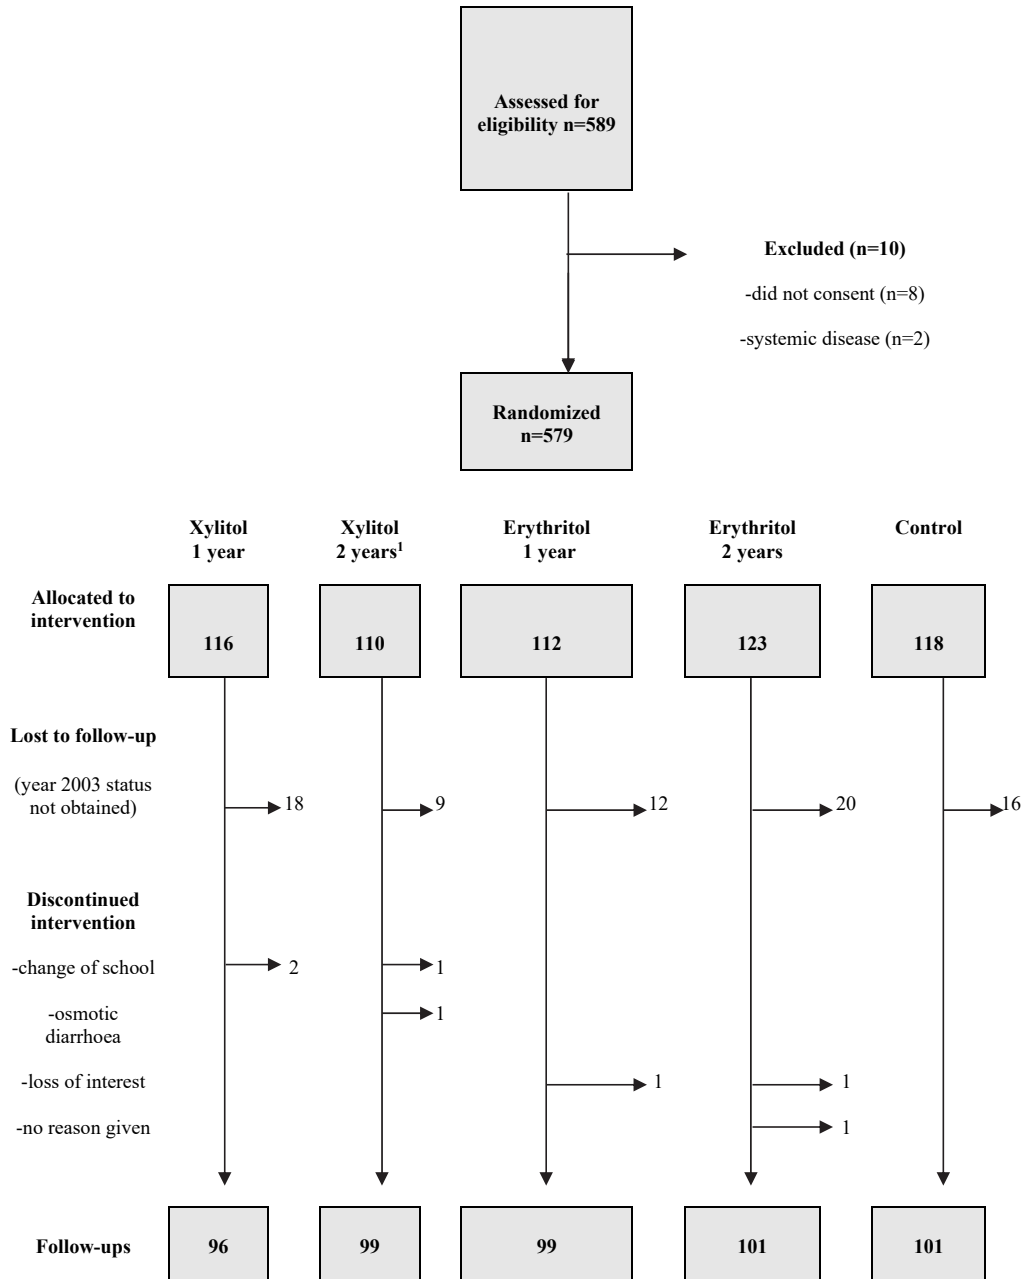 Assessed for
eligibility n=589
Excluded (n=10)
-did not consent (n=8)
-systemic disease (n=2)
Randomized
n=579
Xylitol
1 year
Xylitol
2 years¹
Erythritol
1 year
Erythritol
2 years
Control
Allocated to
intervention
116
110
112
123
118
Lost to follow-up
(year 2003 status
not obtained)
18
9
12
20
16
Discontinued
intervention
-change of school
2
1
-osmotic
diarrhoea
1
-loss of interest
1
1
-no reason given
1
Follow-ups
96
99
99
101
101